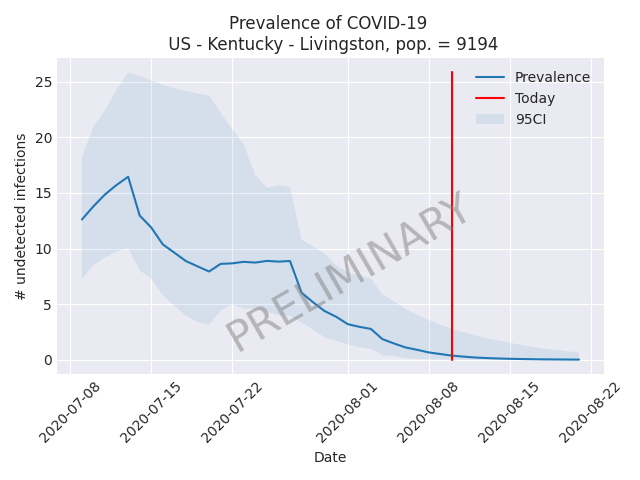 Prevalence of COVID-19
US - Kentucky - Livingston, pop. = 9194
Prevalence
Today
95CI
# undetected infections
25
20
15
10
5
0
PRELIMINARY
2020-07-08
2020-07-15
2020-07-22
2020-08-01
2020-08-08
2020-08-15
2020-08-22
Date